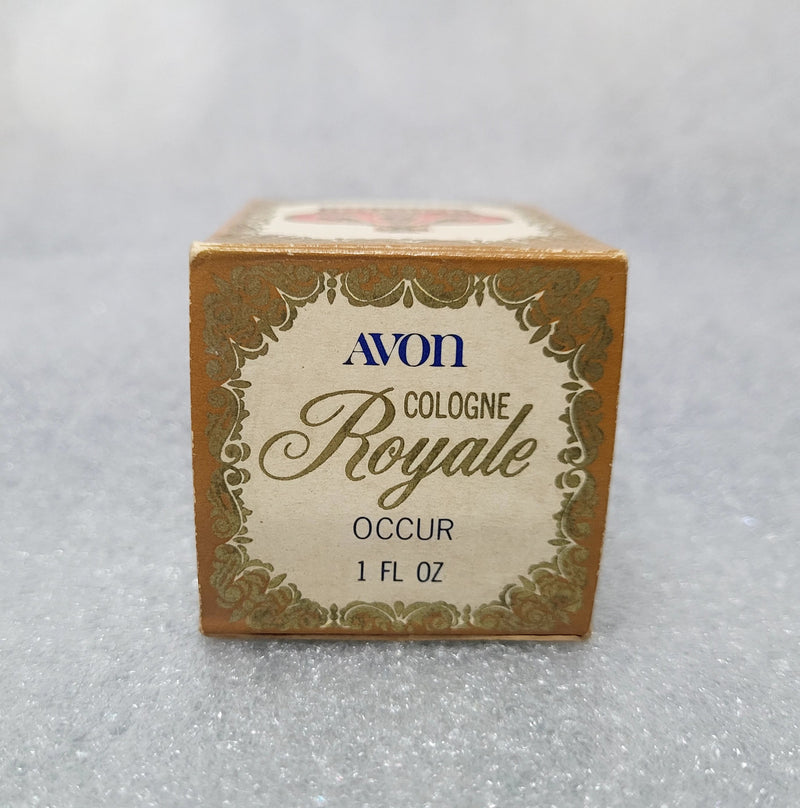 AVON
COLOGNE
Royale
OCCUR
1 FL OZ